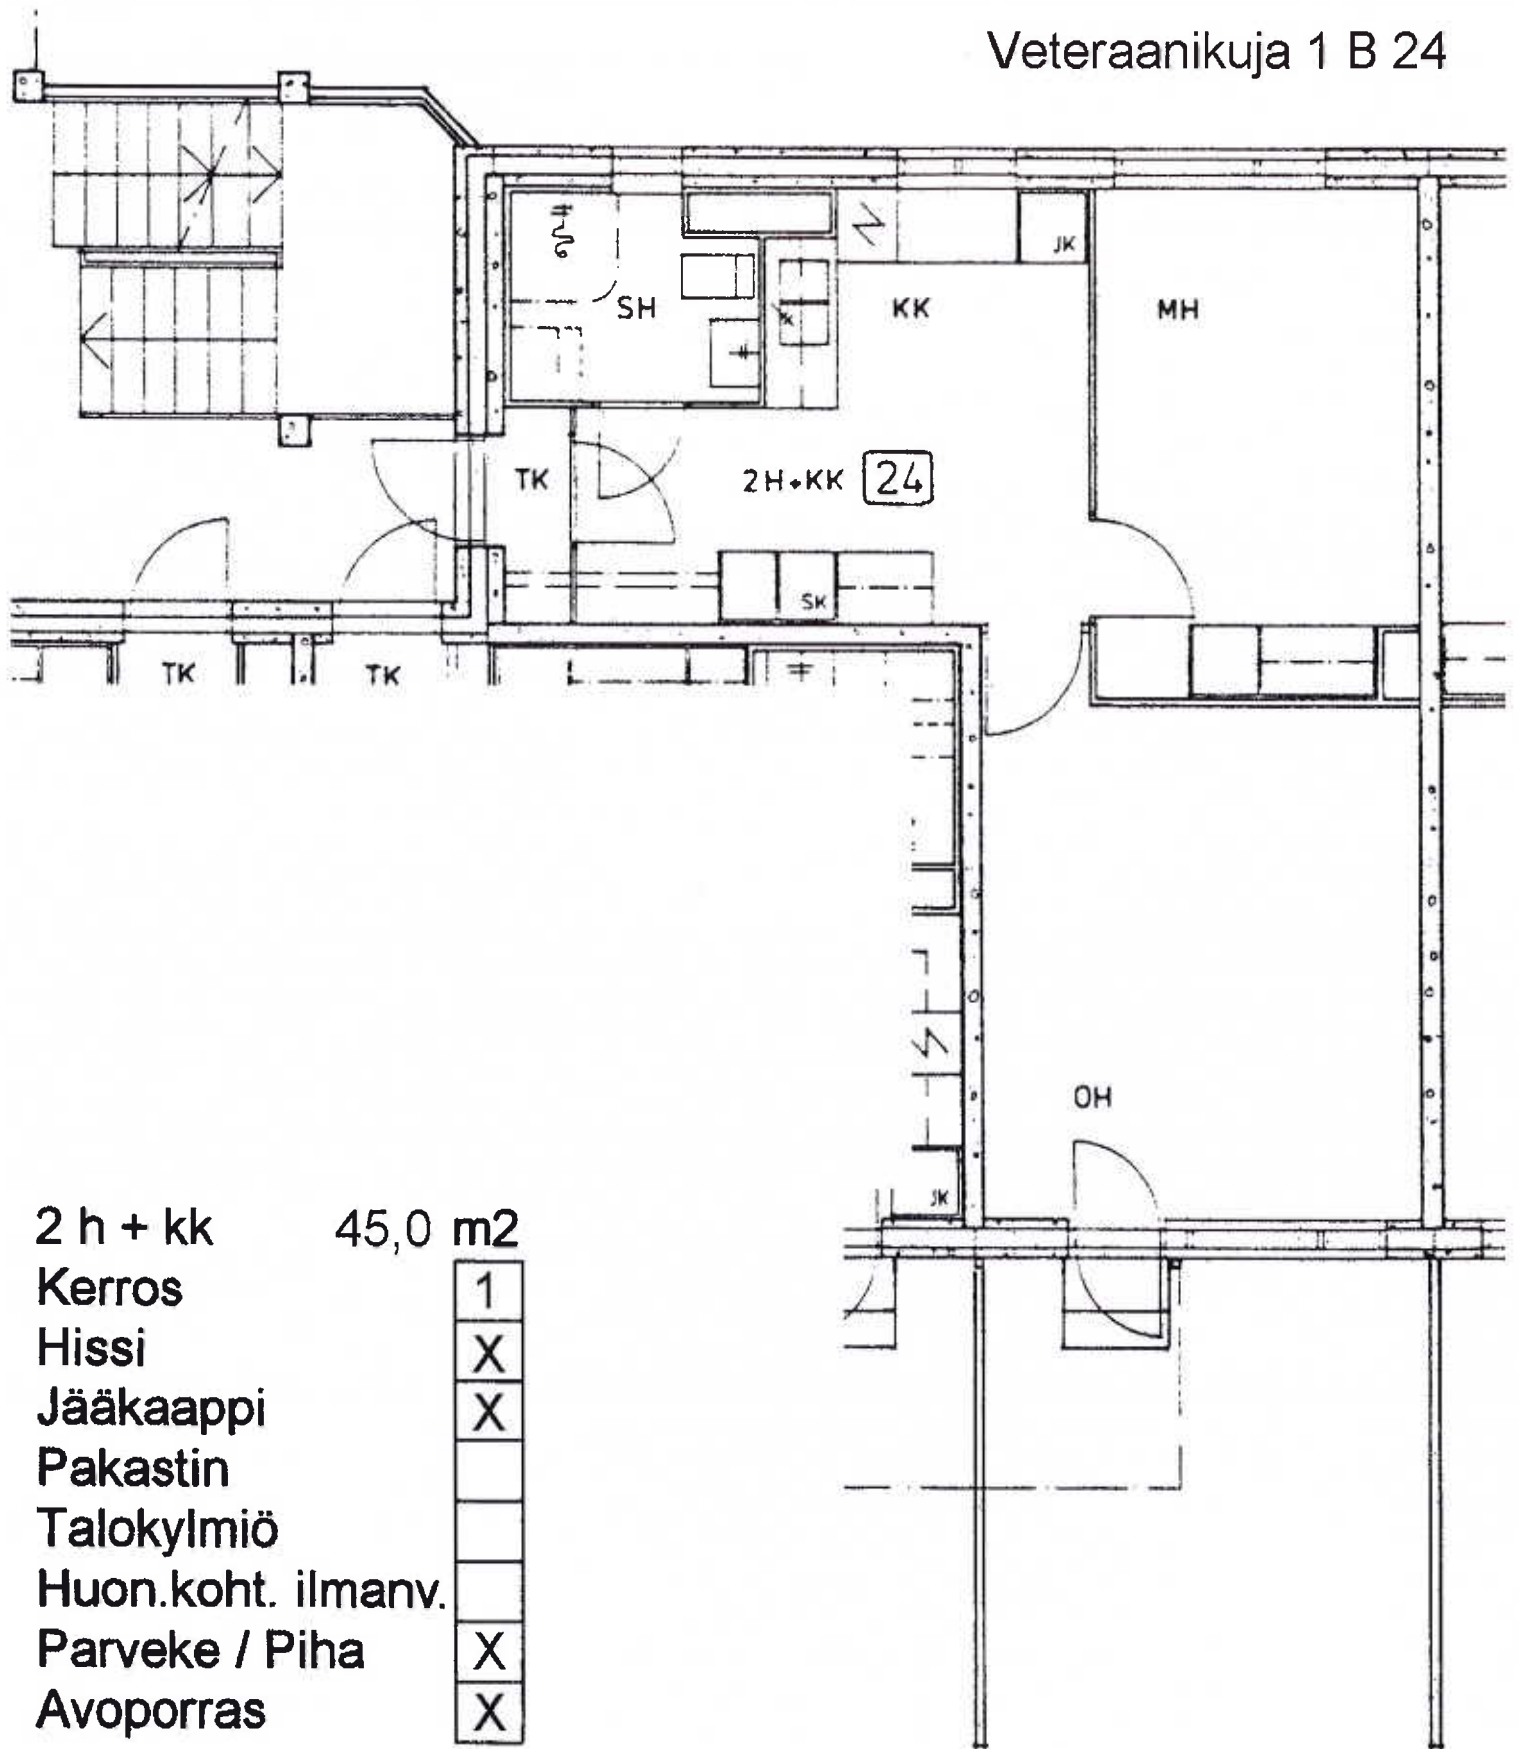 Veteraanikuja 1 B 24
JK
SH
KK
MH
TK
2H+KK 24
SK
TK
TK
OH
JK
2 h + kk 45,0 m2
Kerros 1
Hissi X
Jääkaappi X
Pakastin
Talokylmiö
Huon.koht. ilmanv.
Parveke / Piha X
Avoporras X